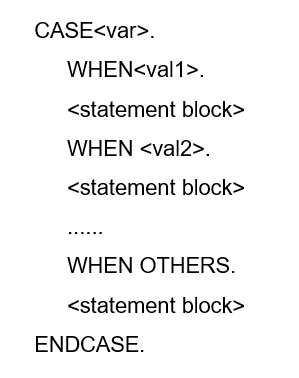 CASE<var>.
WHEN<val1>.
<statement block>
WHEN <val2>.
<statement block>
......
WHEN OTHERS.
<statement block>
ENDCASE.